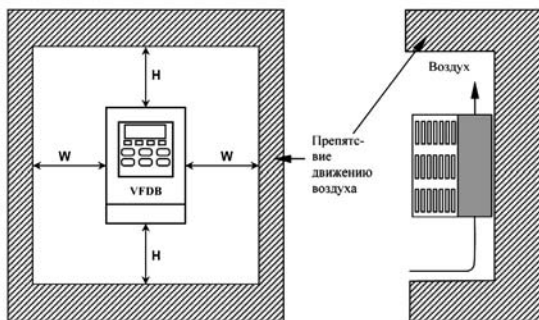 H
W
W
VFDB
H
Воздух
Препятс-
вие
движению
воздуха